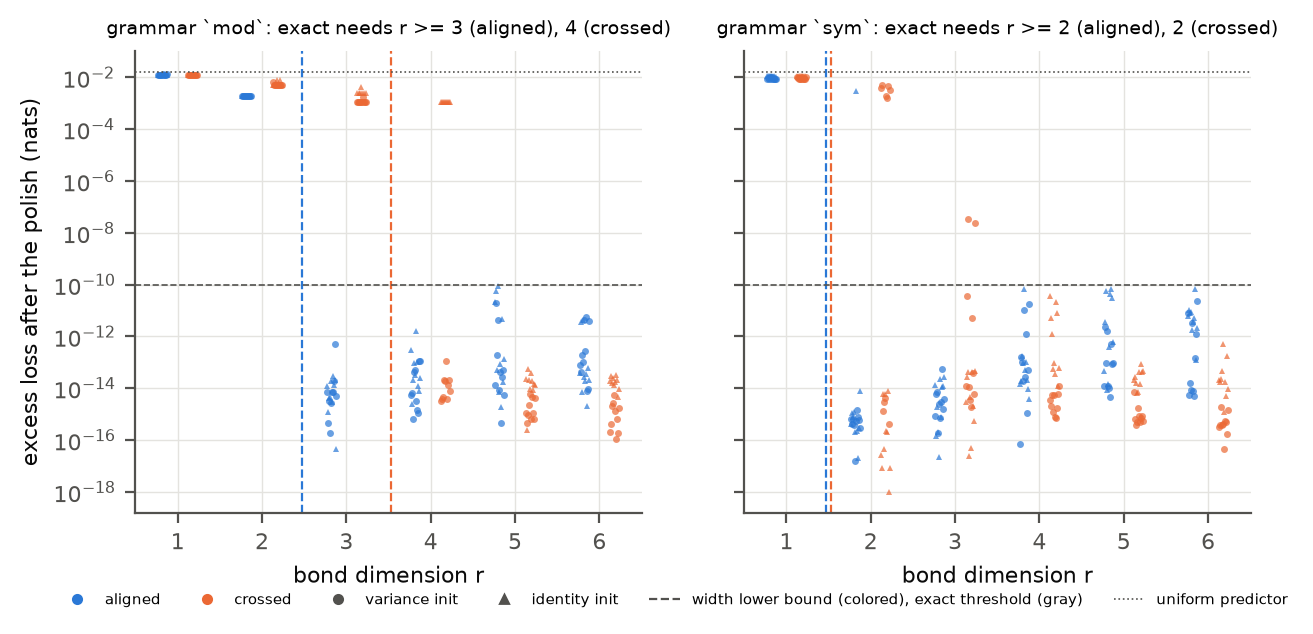 grammar `mod`: exact needs r >= 3 (aligned), 4 (crossed)
grammar `sym`: exact needs r >= 2 (aligned), 2 (crossed)
excess loss after the polish (nats)
10⁻²
10⁻⁴
10⁻⁶
10⁻⁸
10⁻¹⁰
10⁻¹²
10⁻¹⁴
10⁻¹⁶
10⁻¹⁸
1 2 3 4 5 6
1 2 3 4 5 6
bond dimension r
bond dimension r
aligned crossed variance init identity init width lower bound (colored), exact threshold (gray) uniform predictor